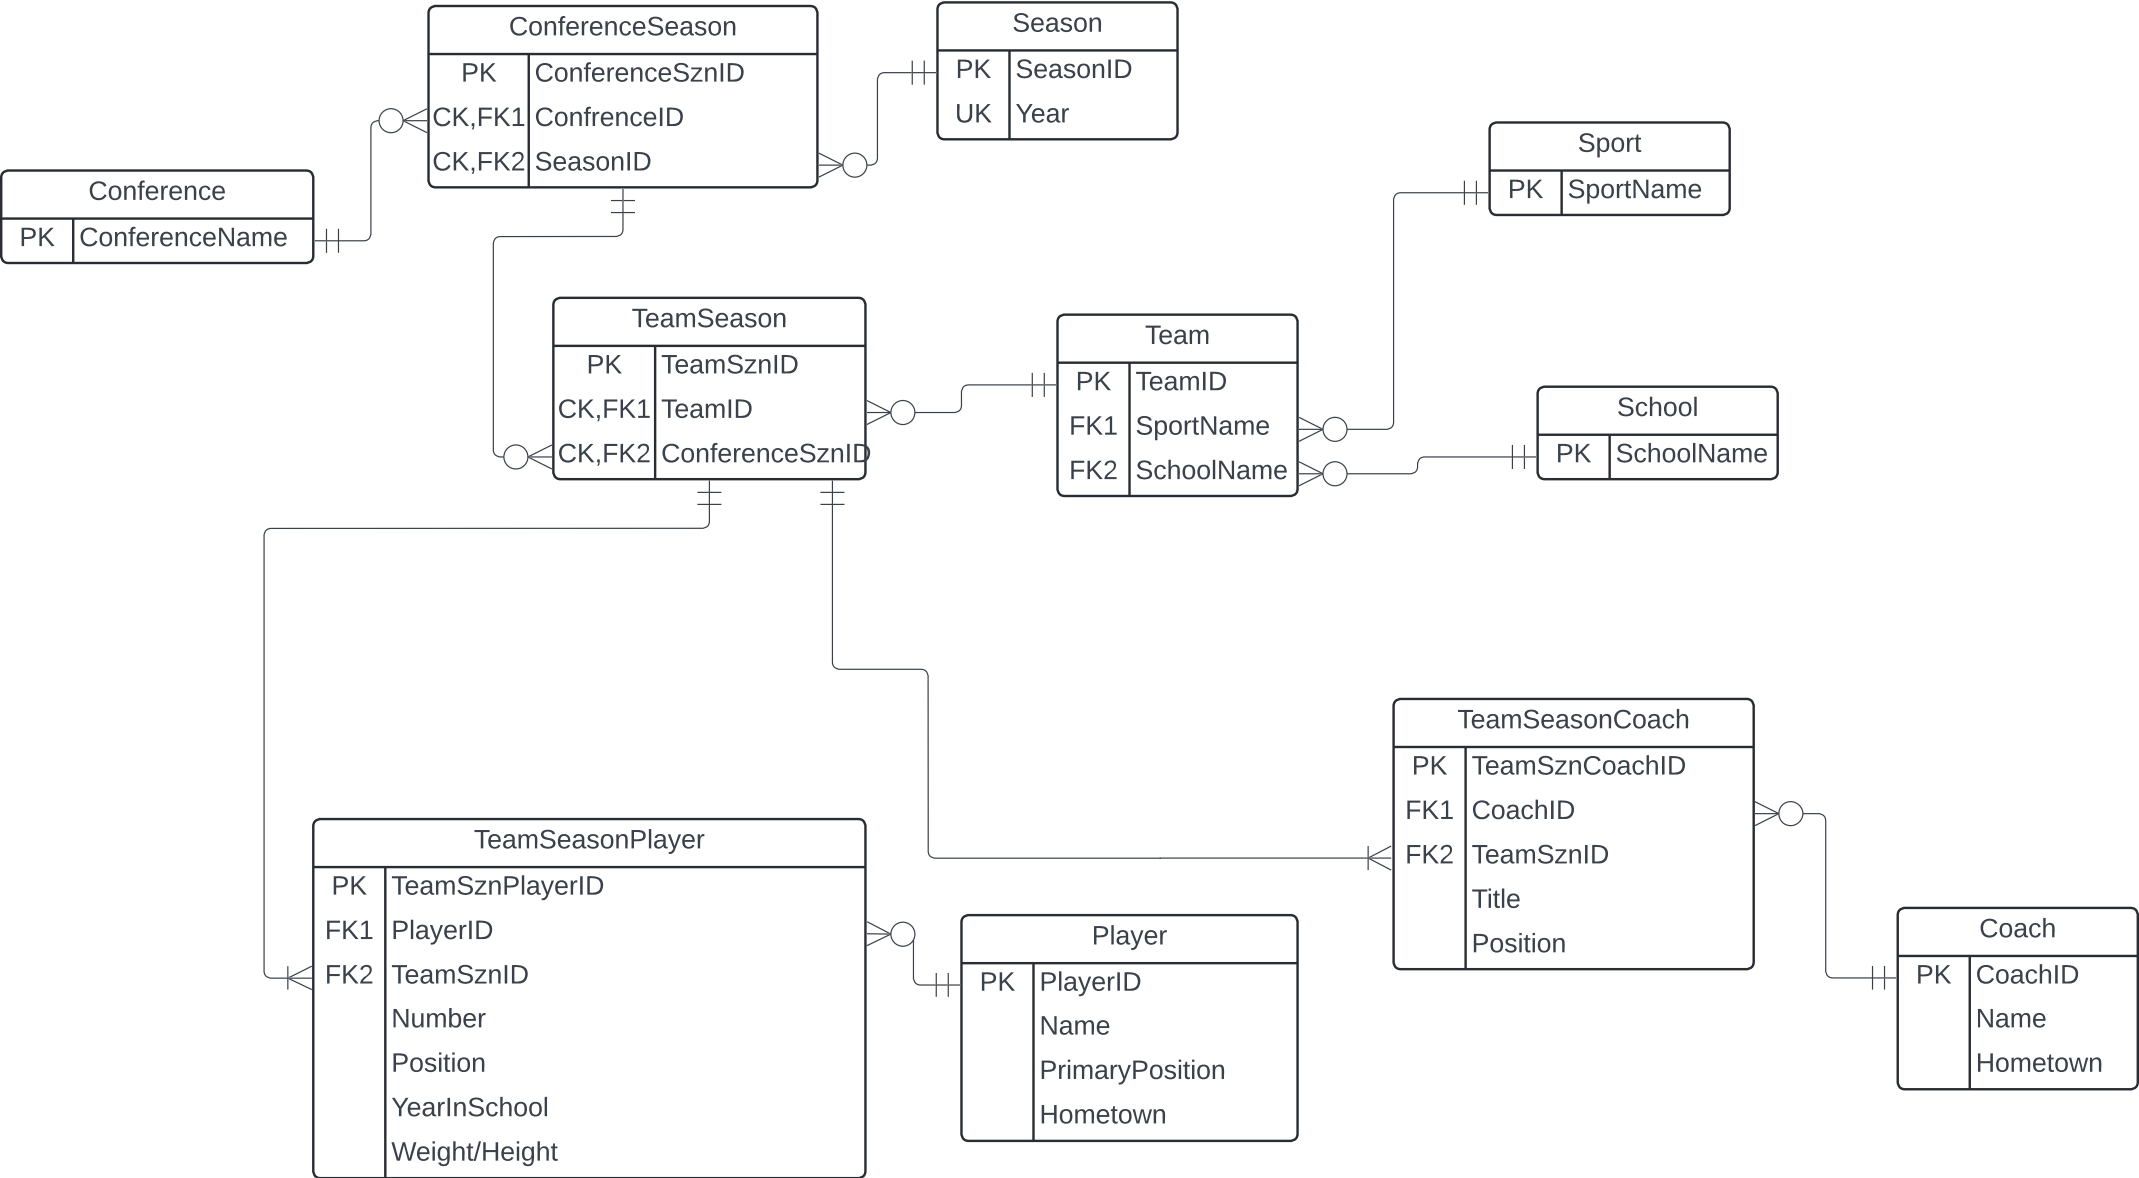 ConferenceSeason
PK ConferenceSznID
CK,FK1 ConfrenceID
CK,FK2 SeasonID
Season
PK SeasonID
UK Year
Sport
PK SportName
Conference
PK ConferenceName
TeamSeason
PK TeamSznID
CK,FK1 TeamID
CK,FK2 ConferenceSznID
Team
PK TeamID
FK1 SportName
FK2 SchoolName
School
PK SchoolName
TeamSeasonCoach
PK TeamSznCoachID
FK1 CoachID
FK2 TeamSznID
Title
Position
TeamSeasonPlayer
PK TeamSznPlayerID
FK1 PlayerID
FK2 TeamSznID
Number
Position
YearInSchool
Weight/Height
Player
PK PlayerID
Name
PrimaryPosition
Hometown
Coach
PK CoachID
Name
Hometown